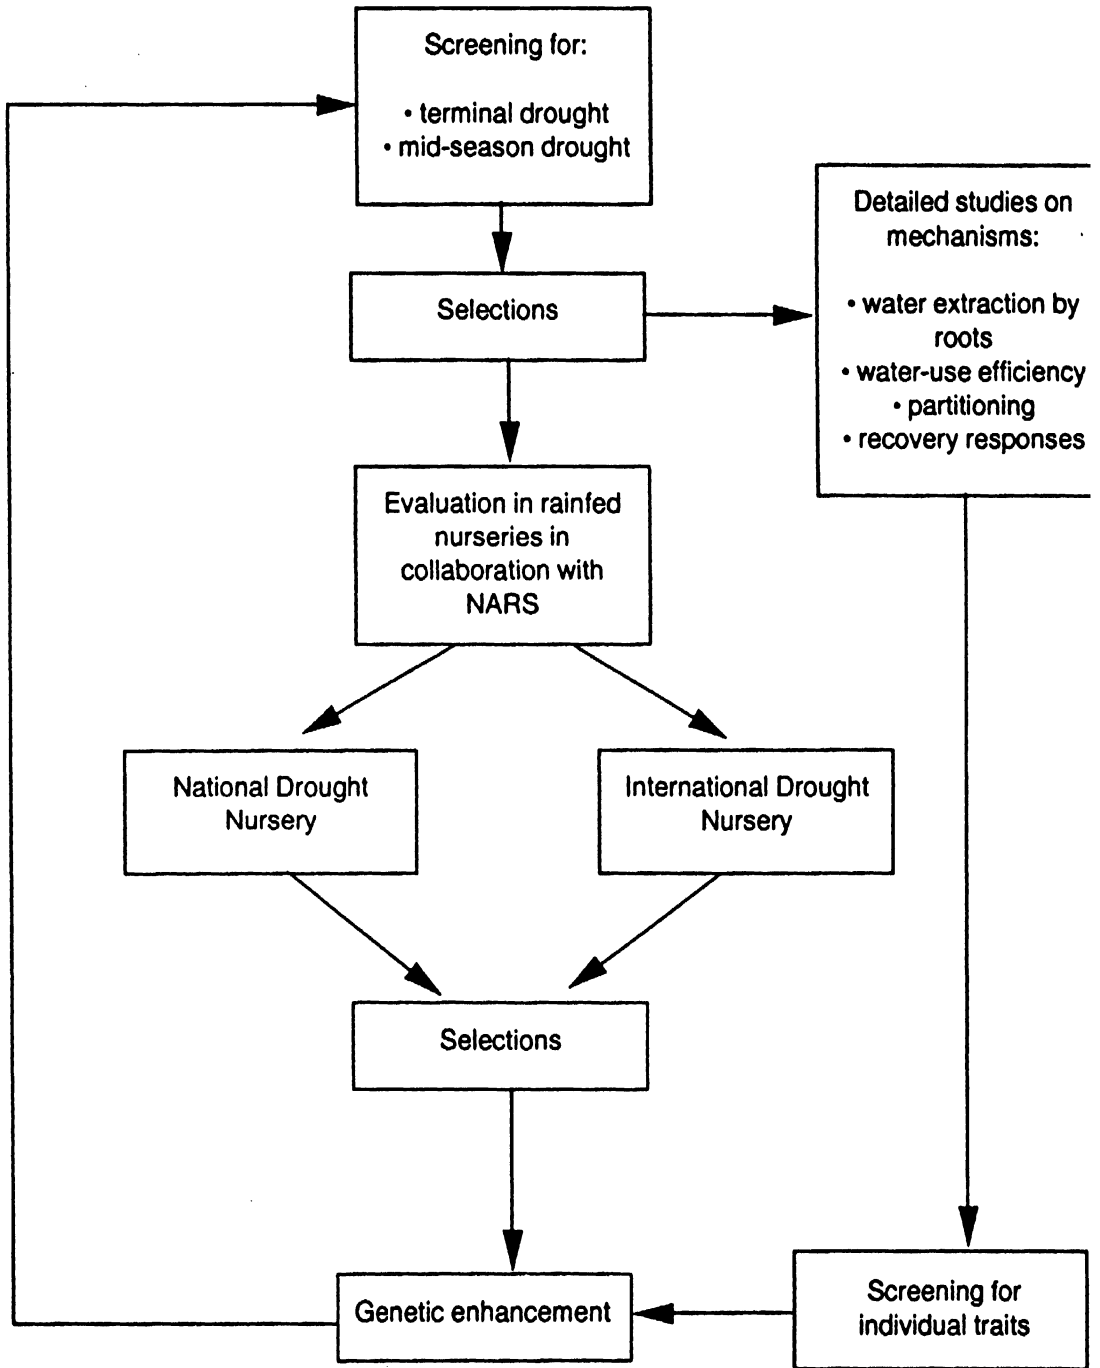 Screening for:
• terminal drought
• mid-season drought
Selections
Detailed studies on
mechanisms:
• water extraction by
roots
• water-use efficiency
• partitioning
• recovery responses
Evaluation in rainfed
nurseries in
collaboration with
NARS
National Drought
Nursery
International Drought
Nursery
Selections
Genetic enhancement
Screening for
individual traits